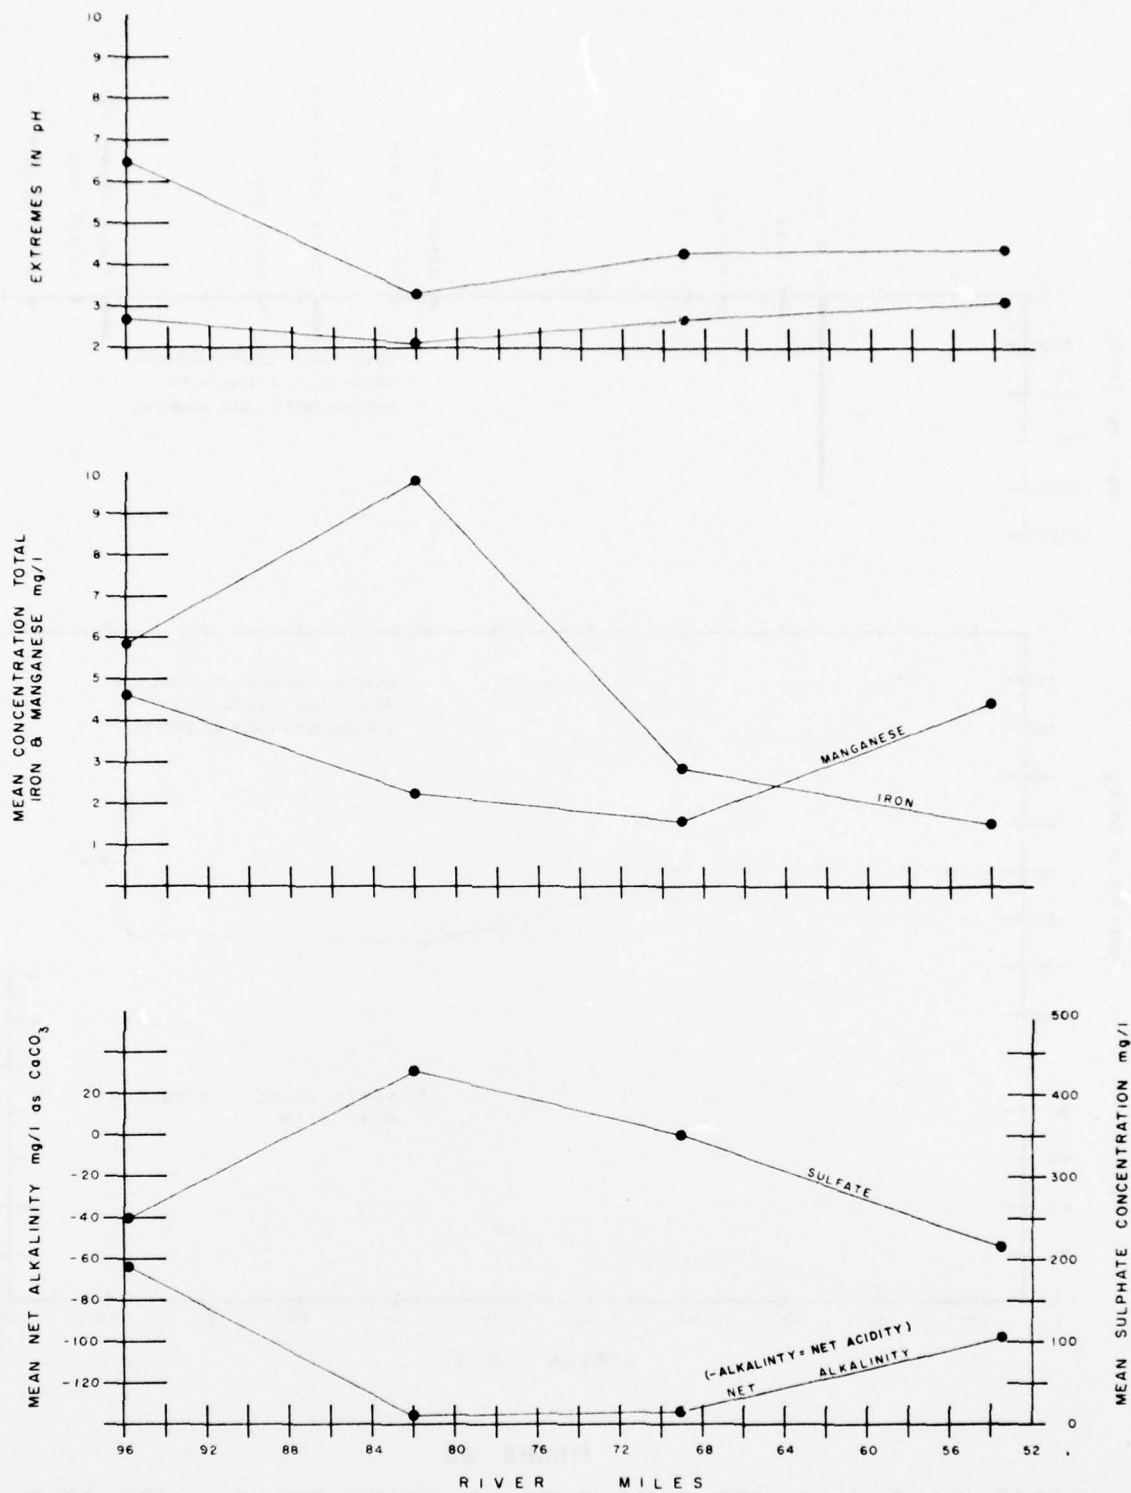 EXTREMES IN pH
10
9
8
7
6
5
4
3
2
MEAN CONCENTRATION TOTAL
IRON & MANGANESE mg/l
10
9
8
7
6
5
4
3
2
1
MANGANESE
IRON
MEAN NET ALKALINITY mg/l as CaCO3
20
0
-20
-40
-60
-80
-100
-120
SULFATE
(-ALKALINTY = NET ACIDITY)
NET ALKALINITY
500
400
300
200
100
0
MEAN SULPHATE CONCENTRATION mg/l
96 92 88 84 80 76 72 68 64 60 56 52
RIVER MILES